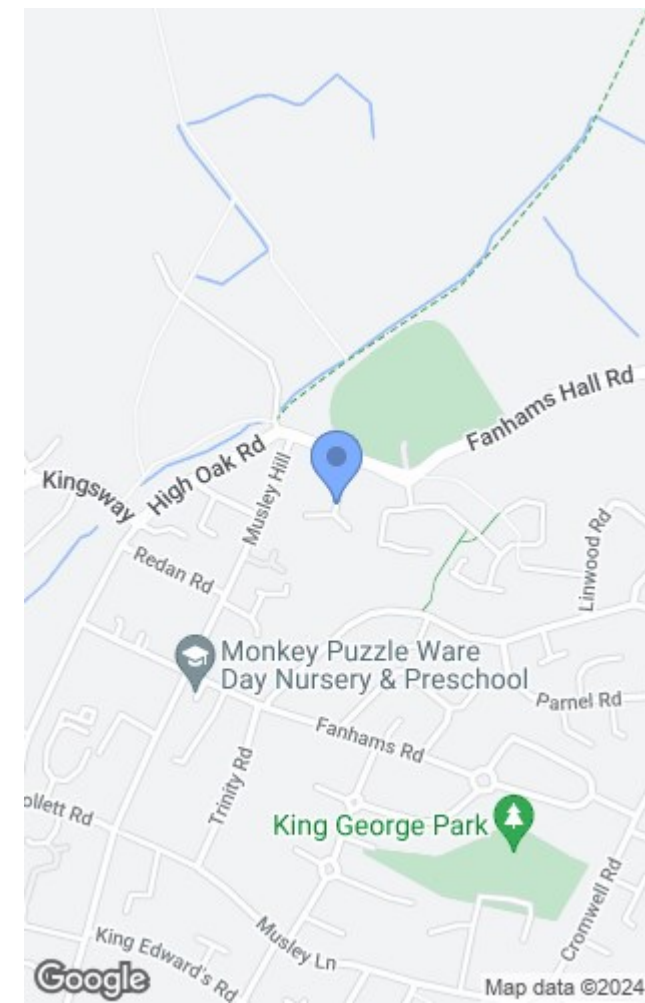 Fanhams Hall Rd
High Oak Rd
Kingsway
Musley Hill
Linwood Rd
Redan Rd
Monkey Puzzle Ware
Day Nursery & Preschool
Parnel Rd
Fanhams Rd
Trinity Rd
ollett Rd
King George Park
Cromwell Rd
Musley Ln
King Edward's Rd
Google
Map data ©2024